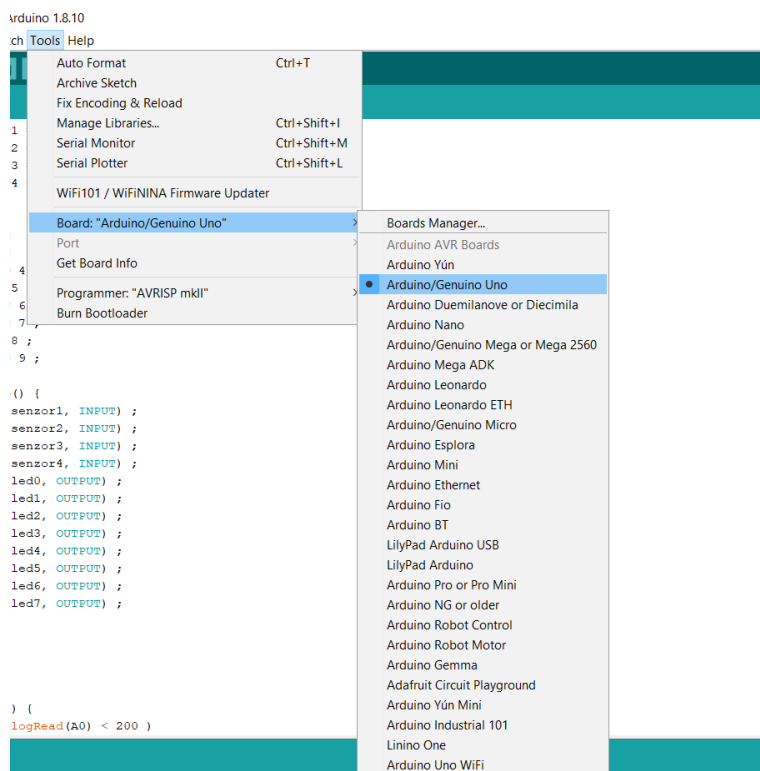 Arduino 1.8.10
ch Tools Help
Auto Format Ctrl+T
Archive Sketch
Fix Encoding & Reload
Manage Libraries... Ctrl+Shift+I
Serial Monitor Ctrl+Shift+M
Serial Plotter Ctrl+Shift+L
WiFi101 / WiFiNINA Firmware Updater
Board: "Arduino/Genuino Uno"
Port
Get Board Info
Programmer: "AVRISP mkII"
Burn Bootloader
Boards Manager...
Arduino AVR Boards
Arduino Yún
Arduino/Genuino Uno
Arduino Duemilanove or Diecimila
Arduino Nano
Arduino/Genuino Mega or Mega 2560
Arduino Mega ADK
Arduino Leonardo
Arduino Leonardo ETH
Arduino/Genuino Micro
Arduino Esplora
Arduino Mini
Arduino Ethernet
Arduino Fio
Arduino BT
LilyPad Arduino USB
LilyPad Arduino
Arduino Pro or Pro Mini
Arduino NG or older
Arduino Robot Control
Arduino Robot Motor
Arduino Gemma
Adafruit Circuit Playground
Arduino Yún Mini
Arduino Industrial 101
Linino One
Arduino Uno WiFi
1
2
3
4
4
5
6
7 ;
8 ;
9 ;
() {
senzor1, INPUT) ;
senzor2, INPUT) ;
senzor3, INPUT) ;
senzor4, INPUT) ;
led0, OUTPUT) ;
led1, OUTPUT) ;
led2, OUTPUT) ;
led3, OUTPUT) ;
led4, OUTPUT) ;
led5, OUTPUT) ;
led6, OUTPUT) ;
led7, OUTPUT) ;
) {
logRead(A0) < 200 )